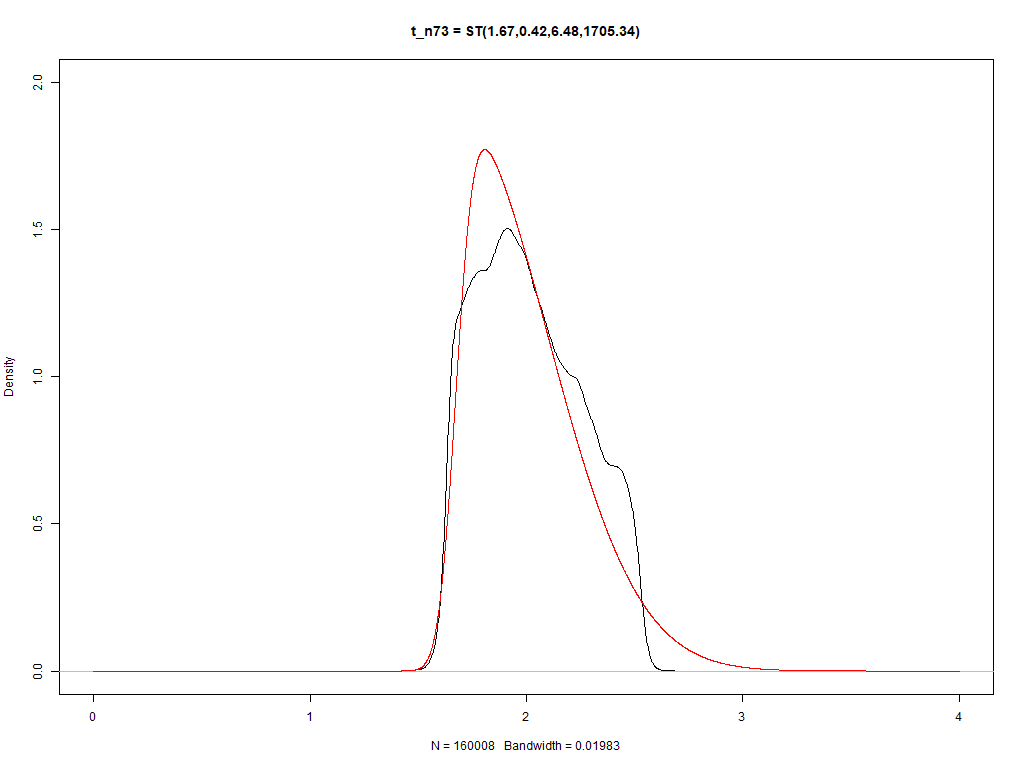 t_n73 = ST(1.67,0.42,6.48,1705.34)
2.0
1.5
1.0
0.5
0.0
Density
0 1 2 3 4
N = 160008 Bandwidth = 0.01983